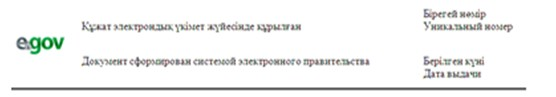 Бірегей нөмір
Құжат электрондық үкімет жүйесінде құрылған
Уникальный номер
egov
Документ сформирован системой электронного правительства
Берілген күні
Дата выдачи